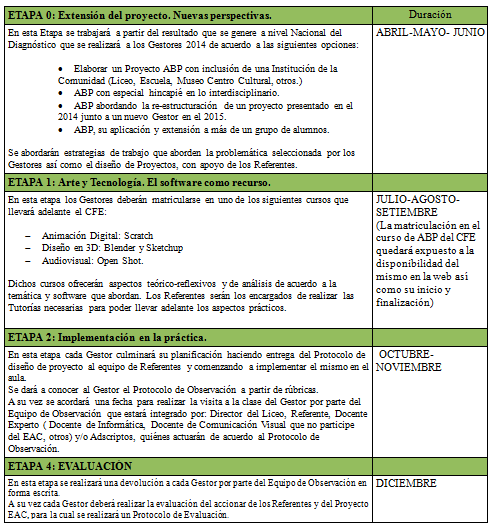 ETAPA 0: Extensión del proyecto. Nuevas perspectivas.
Duración
En esta Etapa se trabajará a partir del resultado que se genere a nivel Nacional del
Diagnóstico que se realizará a los Gestores 2014 de acuerdo a las siguientes opciones:
• Elaborar un Proyecto ABP con inclusión de una Institución de la
Comunidad (Liceo, Escuela, Museo Centro Cultural, otros.)
• ABP con especial hincapié en lo interdisciplinario.
• ABP abordando la re-estructuración de un proyecto presentado en el
2014 junto a un nuevo Gestor en el 2015.
• ABP, su aplicación y extensión a más de un grupo de alumnos.
Se abordarán estrategias de trabajo que aborden la problemática seleccionada por los
Gestores así como el diseño de Proyectos, con apoyo de los Referentes.
ABRIL-MAYO- JUNIO
ETAPA 1: Arte y Tecnología. El software como recurso.
En esta etapa los Gestores deberán matricularse en uno de los siguientes cursos que
llevará adelante el CFE:
– Animación Digital: Scratch
– Diseño en 3D: Blender y Sketchup
– Audiovisual: Open Shot.
Dichos cursos ofrecerán aspectos teórico-reflexivos y de análisis de acuerdo a la
temática y software que abordan. Los Referentes serán los encargados de realizar las
Tutorías necesarias para poder llevar adelante los aspectos prácticos.
JULIO-AGOSTO-
SETIEMBRE
(La matriculación en el
curso de ABP del CFE
quedará expuesto a la
disponibilidad del
mismo en la web así
como su inicio y
finalización)
ETAPA 2: Implementación en la práctica.
En esta etapa cada Gestor culminará su planificación haciendo entrega del Protocolo de
diseño de proyecto al equipo de Referentes y comenzando a implementar el mismo en el
aula.
Se dará a conocer al Gestor el Protocolo de Observación a partir de rúbricas.
A su vez se acordará una fecha para realizar la visita a la clase del Gestor por parte del
Equipo de Observación que estará integrado por: Director del Liceo, Referente, Docente
Experto ( Docente de Informática, Docente de Comunicación Visual que no participe
del EAC, otros) y/o Adscriptos, quiénes actuarán de acuerdo al Protocolo de
Observación.
OCTUBRE-
NOVIEMBRE
ETAPA 4: EVALUACIÓN
En esta etapa se realizará una devolución a cada Gestor por parte del Equipo de Observación en
forma escrita.
A su vez cada Gestor deberá realizar la evaluación del accionar de los Referentes y del Proyecto
EAC, para la cual se realizará un Protocolo de Evaluación.
DICIEMBRE